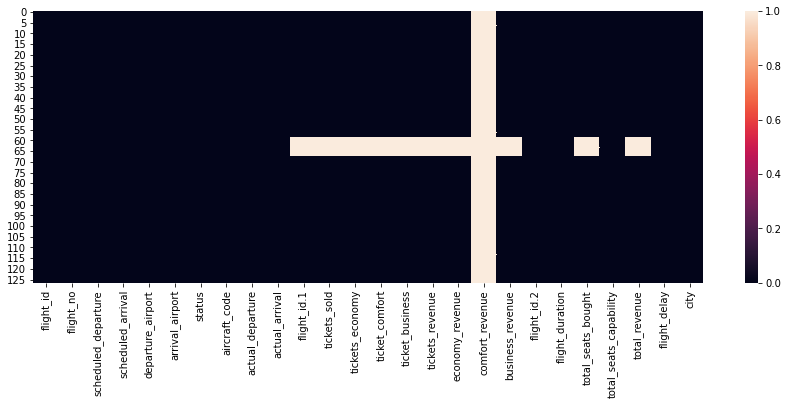 0
5
10
15
20
25
30
35
40
45
50
55
60
65
70
75
80
85
90
95
100
105
110
115
120
125
flight_id
flight_no
scheduled_departure
scheduled_arrival
departure_airport
arrival_airport
status
aircraft_code
actual_departure
actual_arrival
flight_id.1
tickets_sold
tickets_economy
ticket_comfort
ticket_business
tickets_revenue
economy_revenue
comfort_revenue
business_revenue
flight_id.2
flight_duration
total_seats_bought
total_seats_capability
total_revenue
flight_delay
city
1.0
0.8
0.6
0.4
0.2
0.0